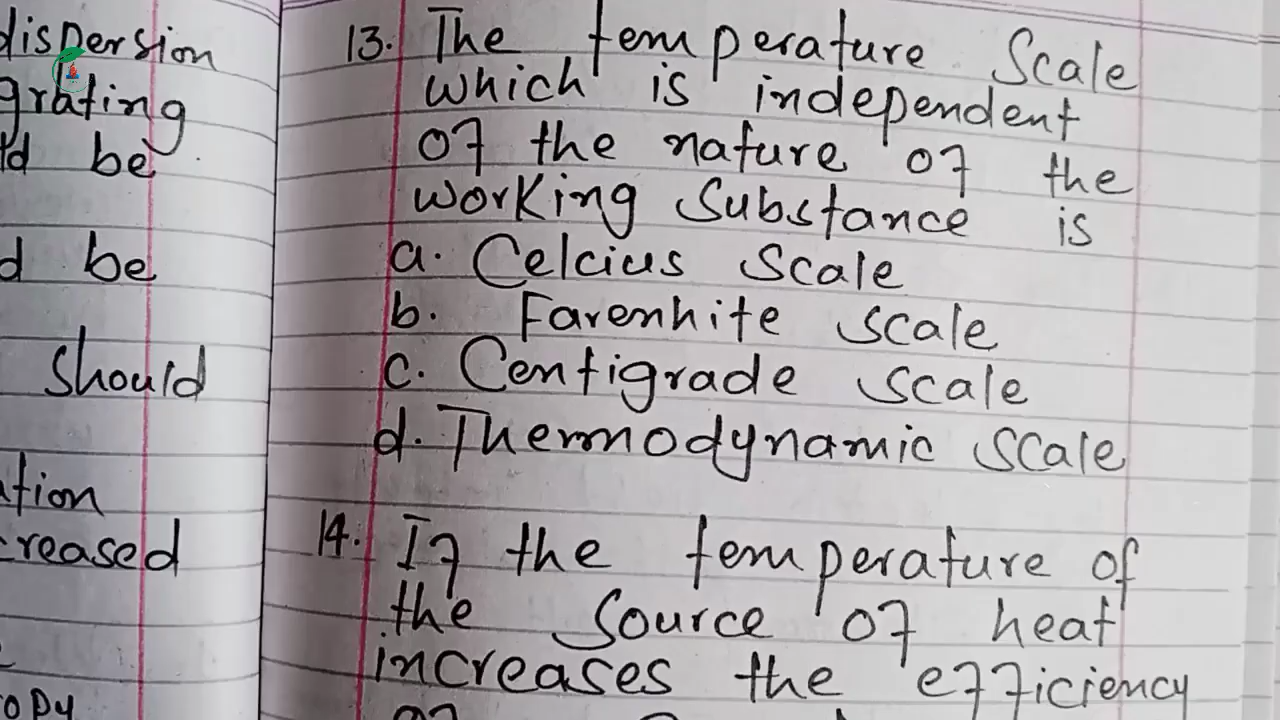 dispersion
grating
be
be
should
creased
13. The temperature Scale
which is independent
of the nature of the
working Substance is
a. Celcius Scale
b. Farenhite scale
c. Centigrade scale
d. Thermodynamic scale
14. If the temperature of
the source of heat
increases the efficiency